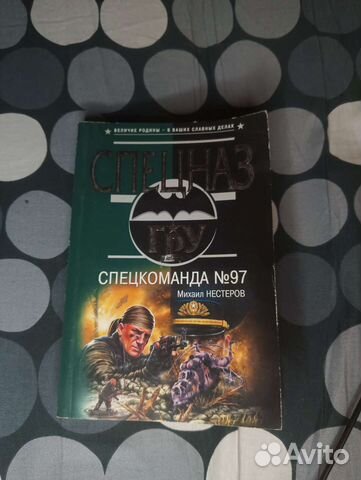 ★ ВЕЛИЧИЕ РОДИНЫ – В ВАШИХ СЛАВНЫХ ДЕЛАХ ★
СПЕЦНАЗ
ГРУ
СПЕЦКОМАНДА №97
Михаил НЕСТЕРОВ
Avito